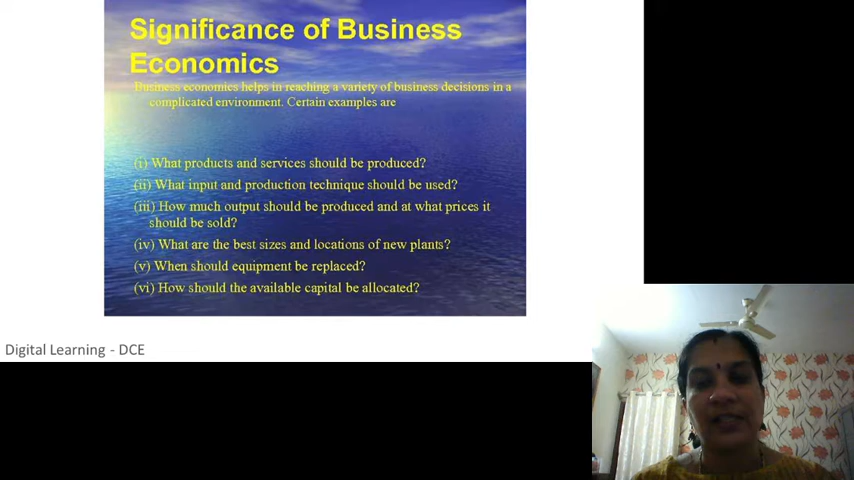 Significance of Business
Economics
Business economics helps in reaching a variety of business decisions in a
complicated environment. Certain examples are
(i) What products and services should be produced?
(ii) What input and production technique should be used?
(iii) How much output should be produced and at what prices it
should be sold?
(iv) What are the best sizes and locations of new plants?
(v) When should equipment be replaced?
(vi) How should the available capital be allocated?
Digital Learning - DCE